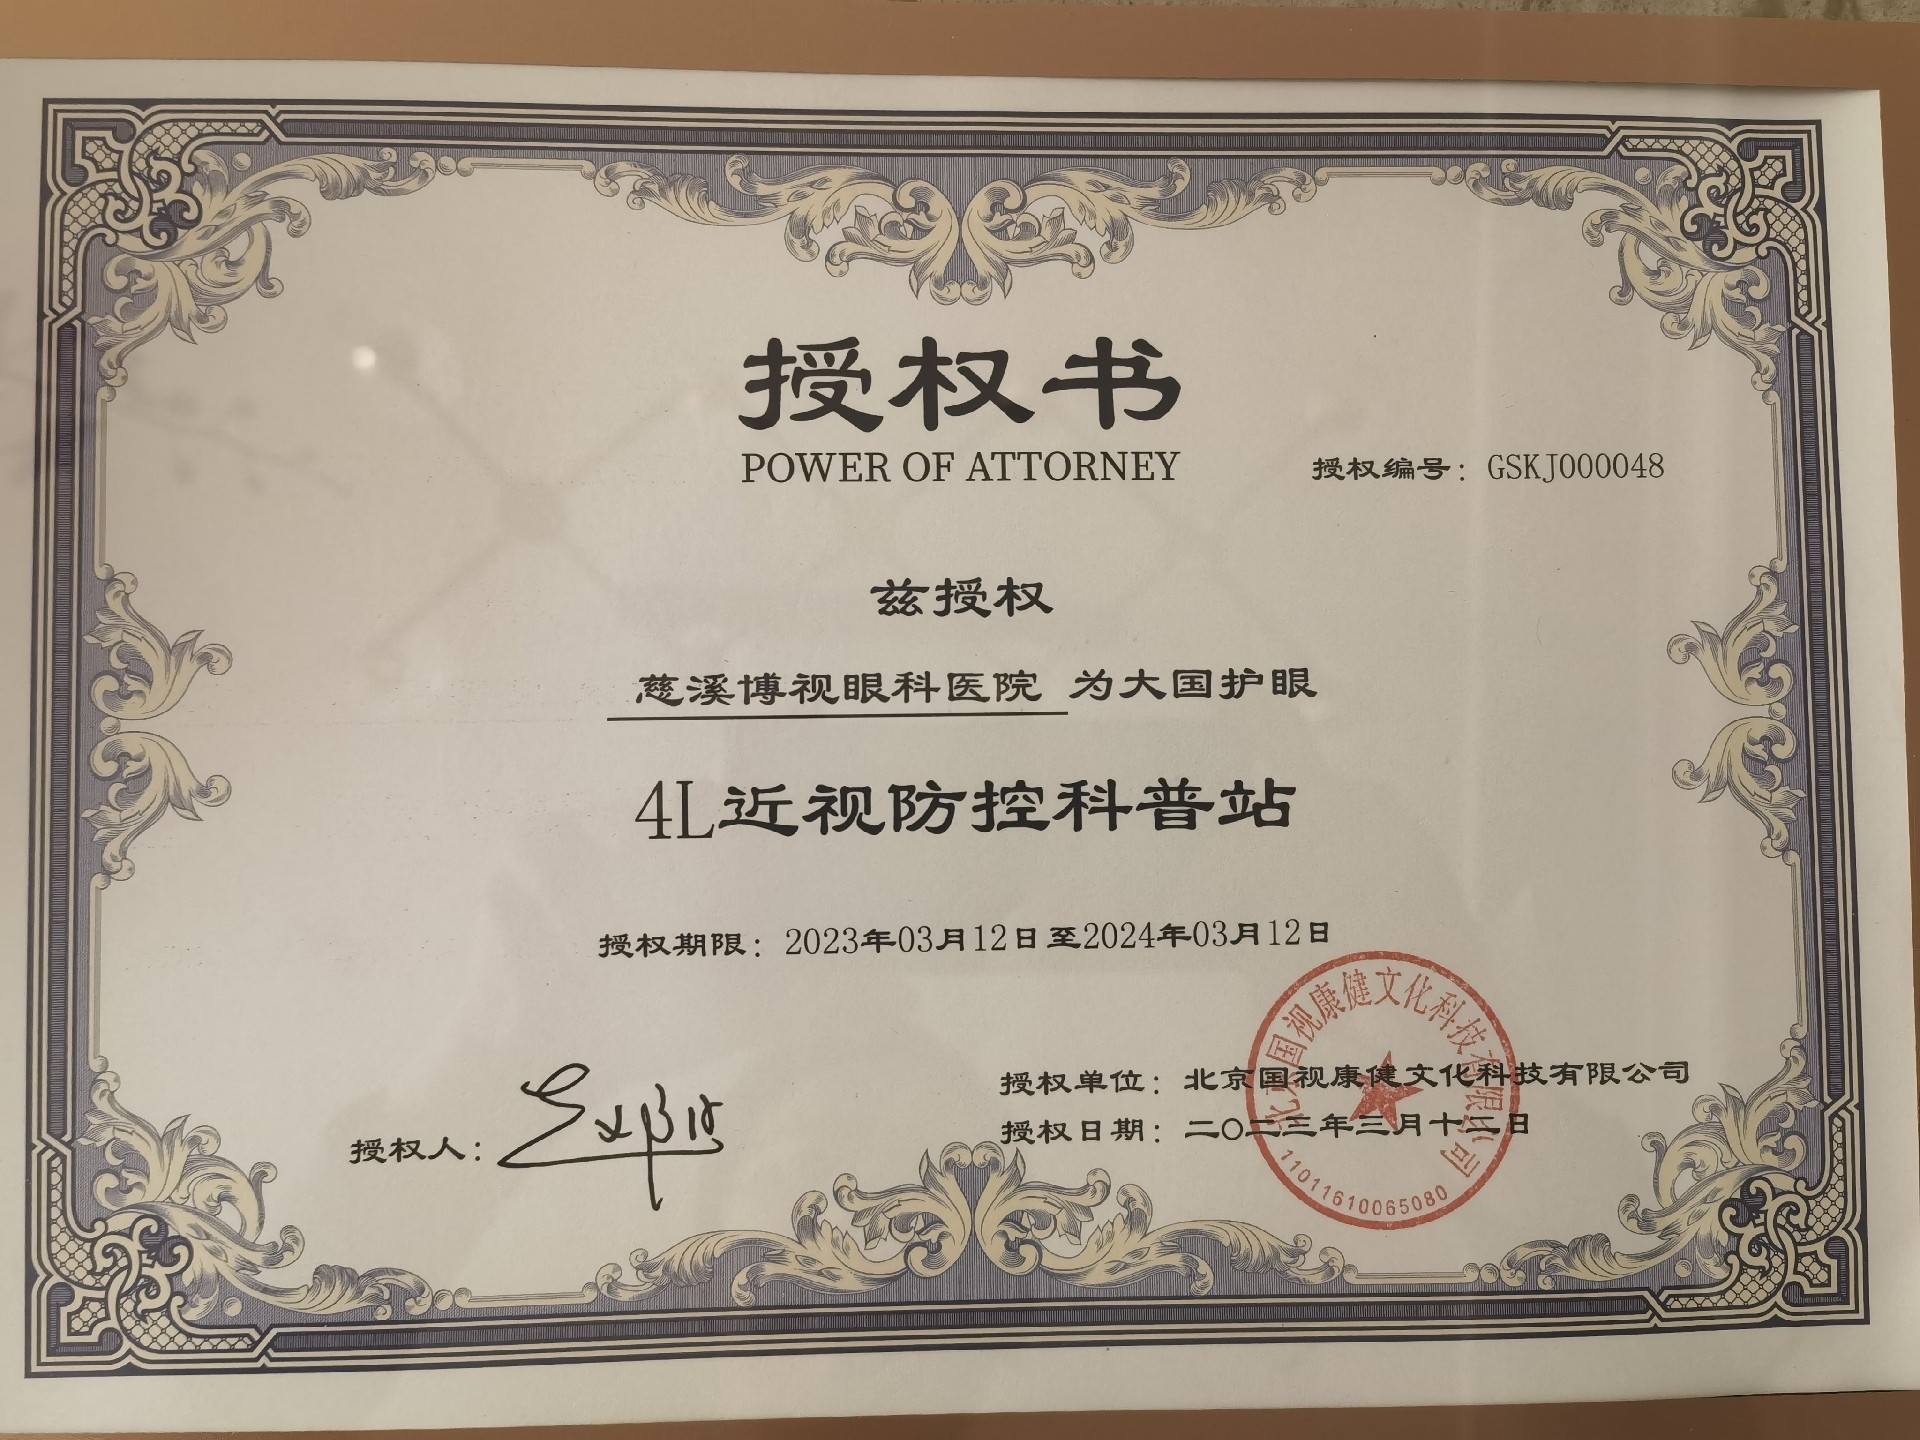 授权书
POWER OF ATTORNEY
授权编号：GSKJ000048
兹授权
慈溪博视眼科医院 为大国护眼
4L近视防控科普站
授权期限：2023年03月12日至2024年03月12日
授权人：
授权单位：北京国视康健文化科技有限公司
授权日期：二〇二三年三月十二日
北京国视康健文化科技有限公司
11011610065080